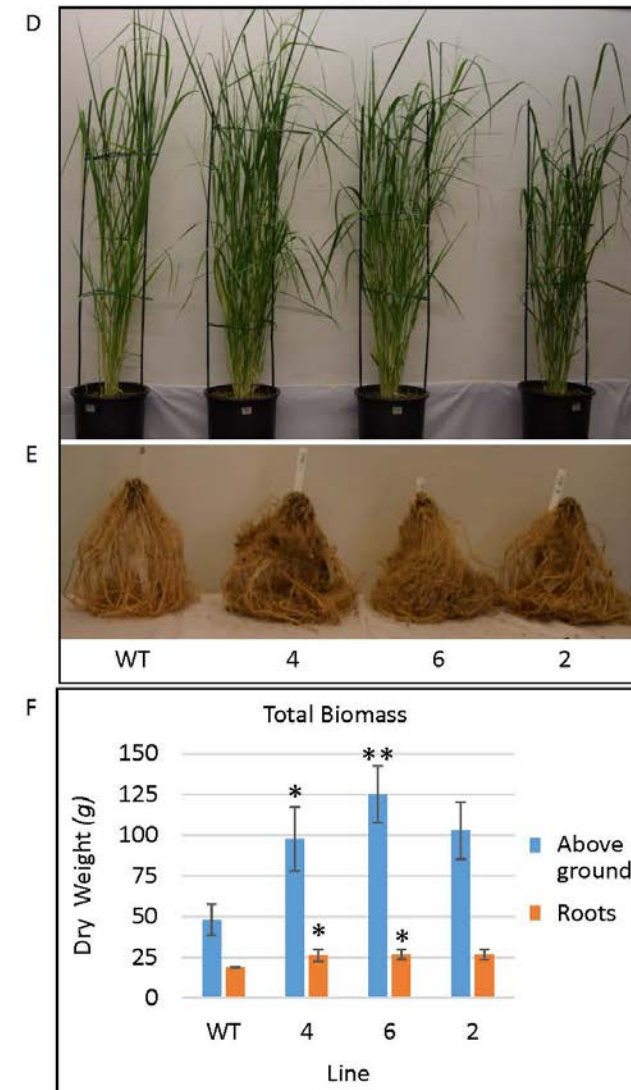 D
E
WT 4 6 2
F
Total Biomass
150
125
100
75
50
25
0
Dry Weight (g)
*
*
**
*
Above ground
Roots
WT 4 6 2
Line